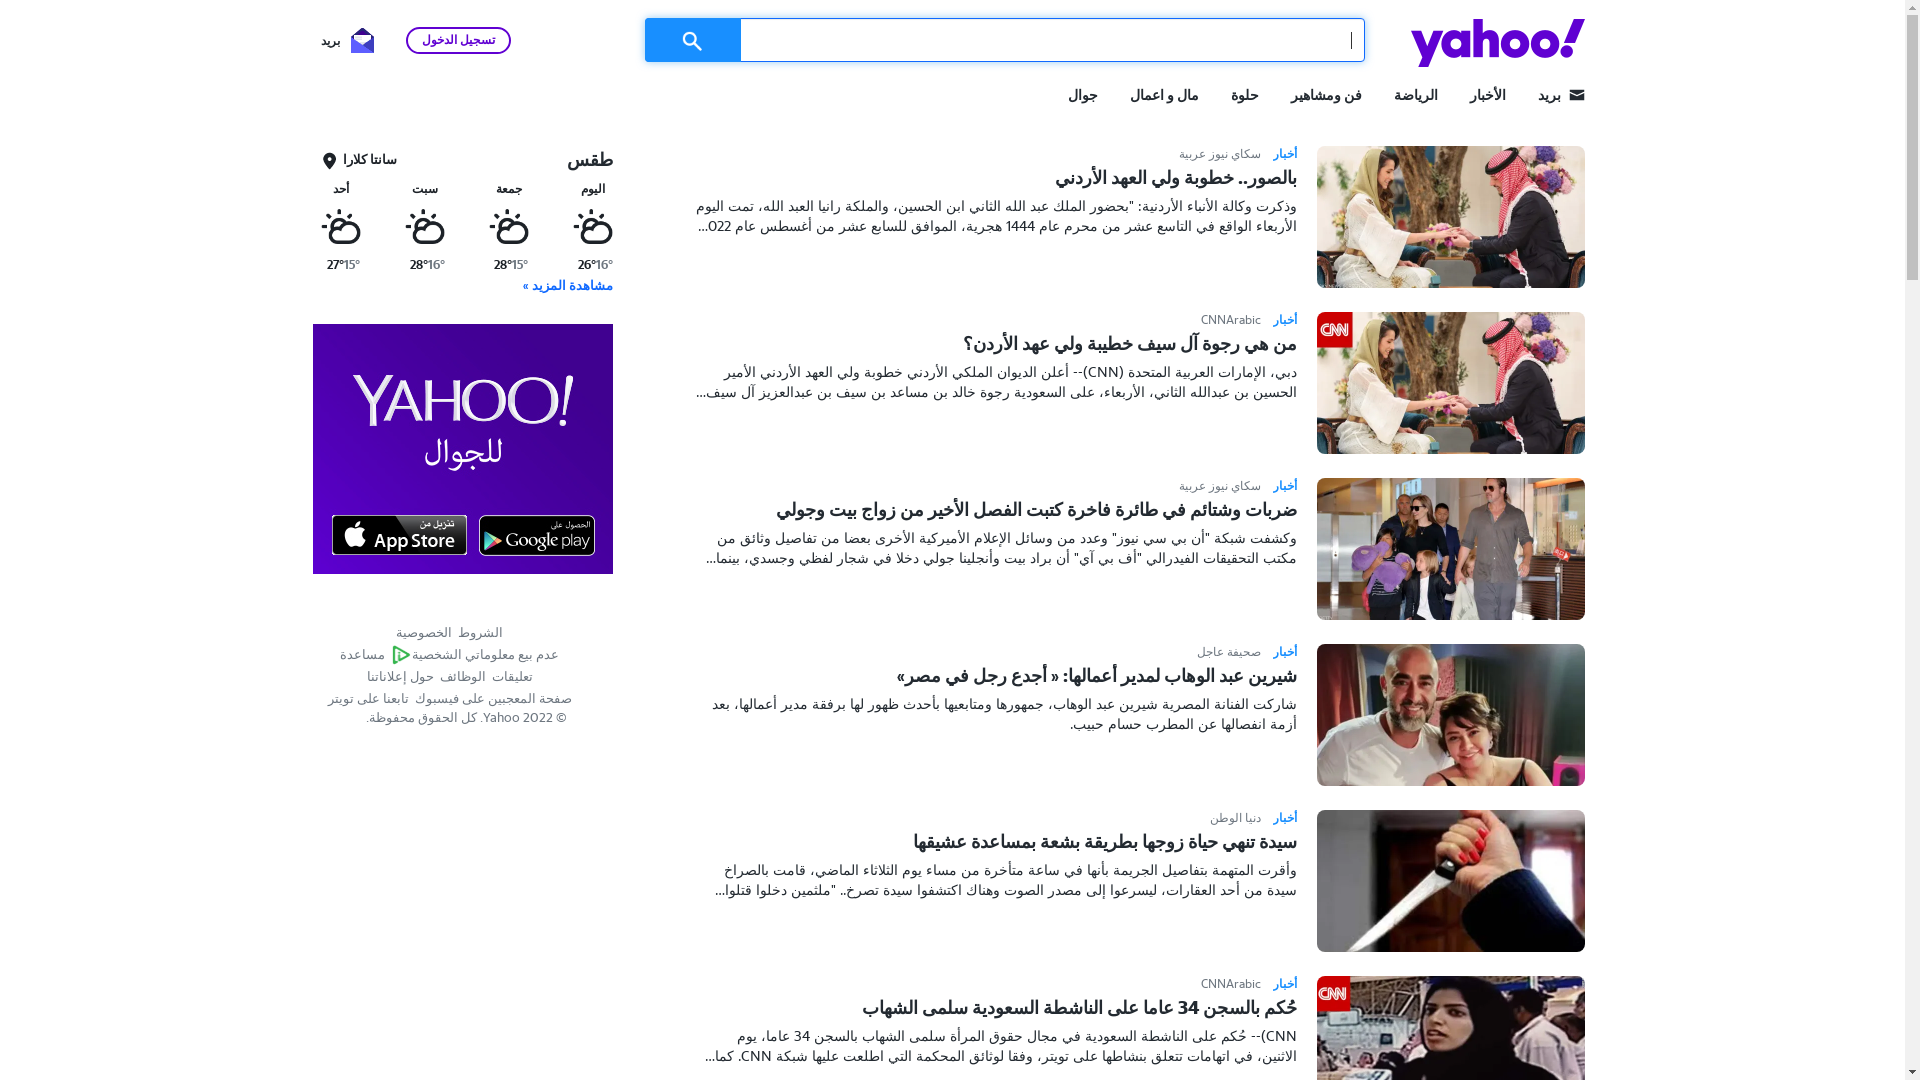 yahoo!
تسجيل الدخول
بريد
بريد
الأخبار
الرياضة
فن ومشاهير
حلوة
مال و اعمال
جوال
أخبار سكاي نيوز عربية
بالصور.. خطوبة ولي العهد الأردني
وذكرت وكالة الأنباء الأردنية: "بحضور الملك عبد الله الثاني ابن الحسين، والملكة رانيا العبد الله، تمت اليوم
الأربعاء الواقع في التاسع عشر من محرم عام 1444 هجرية، الموافق للسابع عشر من أغسطس عام 022...
CNN
أخبار CNNArabic
من هي رجوة آل سيف خطيبة ولي عهد الأردن؟
دبي، الإمارات العربية المتحدة (CNN)-- أعلن الديوان الملكي الأردني خطوبة ولي العهد الأردني الأمير
الحسين بن عبدالله الثاني، الأربعاء، على السعودية رجوة خالد بن مساعد بن سيف بن عبدالعزيز آل سيف...
أخبار سكاي نيوز عربية
ضربات وشتائم في طائرة فاخرة كتبت الفصل الأخير من زواج بيت وجولي
وكشفت شبكة "أن بي سي نيوز" وعدد من وسائل الإعلام الأميركية الأخرى بعضا من تفاصيل وثائق من
مكتب التحقيقات الفيدرالي "أف بي آي" أن براد بيت وأنجلينا جولي دخلا في شجار لفظي وجسدي، بينما...
أخبار صحيفة عاجل
شيرين عبد الوهاب لمدير أعمالها: « أجدع رجل في مصر»
شاركت الفنانة المصرية شيرين عبد الوهاب، جمهورها ومتابعيها بأحدث ظهور لها برفقة مدير أعمالها، بعد
أزمة انفصالها عن المطرب حسام حبيب.
أخبار دنيا الوطن
سيدة تنهي حياة زوجها بطريقة بشعة بمساعدة عشيقها
وأقرت المتهمة بتفاصيل الجريمة بأنها في ساعة متأخرة من مساء يوم الثلاثاء الماضي، قامت بالصراخ
سيدة من أحد العقارات، ليسرعوا إلى مصدر الصوت وهناك اكتشفوا سيدة تصرخ.. "ملثمين دخلوا قتلوا...
CNN
أخبار CNNArabic
حُكم بالسجن 34 عاما على الناشطة السعودية سلمى الشهاب
CNN)-- حُكم على الناشطة السعودية في مجال حقوق المرأة سلمى الشهاب بالسجن 34 عاما، يوم
الاثنين، في اتهامات تتعلق بنشاطها على تويتر، وفقا لوثائق المحكمة التي اطلعت عليها شبكة CNN. كما...
طقس
سانتا كلارا
اليوم جمعة سبت أحد
26°16° 28°15° 28°16° 27°15°
مشاهدة المزيد »
YAHOO!
للجوال
الحصول على
Google play
تنزيل من
App Store
الشروط الخصوصية
عدم بيع معلوماتي الشخصية مساعدة
تعليقات الوظائف حول إعلاناتنا
صفحة المعجبين على فيسبوك تابعنا على تويتر
© 2022 Yahoo. كل الحقوق محفوظة.